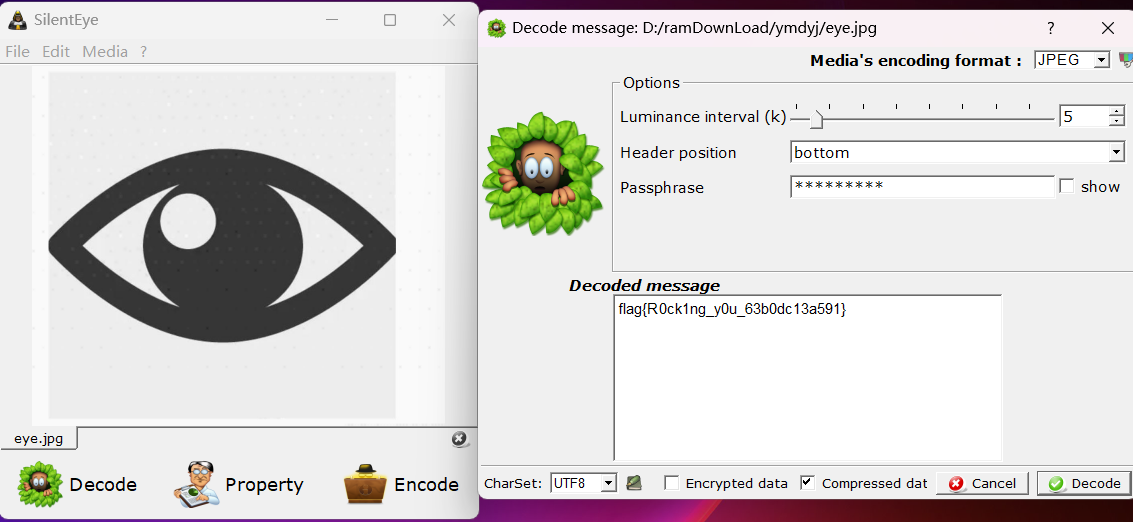 SilentEye
File Edit Media ?
eye.jpg
Decode
Property
Encode
Decode message: D:/ramDownLoad/ymdyj/eye.jpg
?
Media's encoding format : JPEG
Options
Luminance interval (k) 5
Header position bottom
Passphrase ********* show
Decoded message
flag{R0ck1ng_y0u_63b0dc13a591}
CharSet: UTF8 Encrypted data Compressed dat Cancel Decode